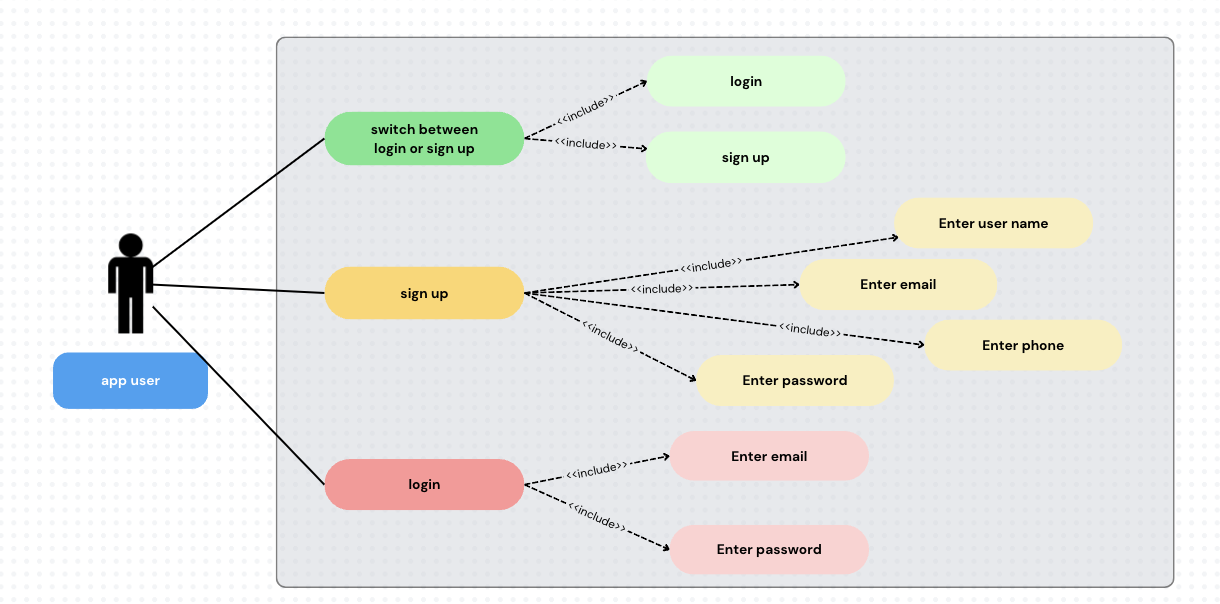 login
<<include>>
switch between
login or sign up
<<include>>
sign up
Enter user name
<<include>>
Enter email
<<include>>
sign up
<<include>>
Enter phone
<<include>>
Enter password
app user
Enter email
<<include>>
login
<<include>>
Enter password